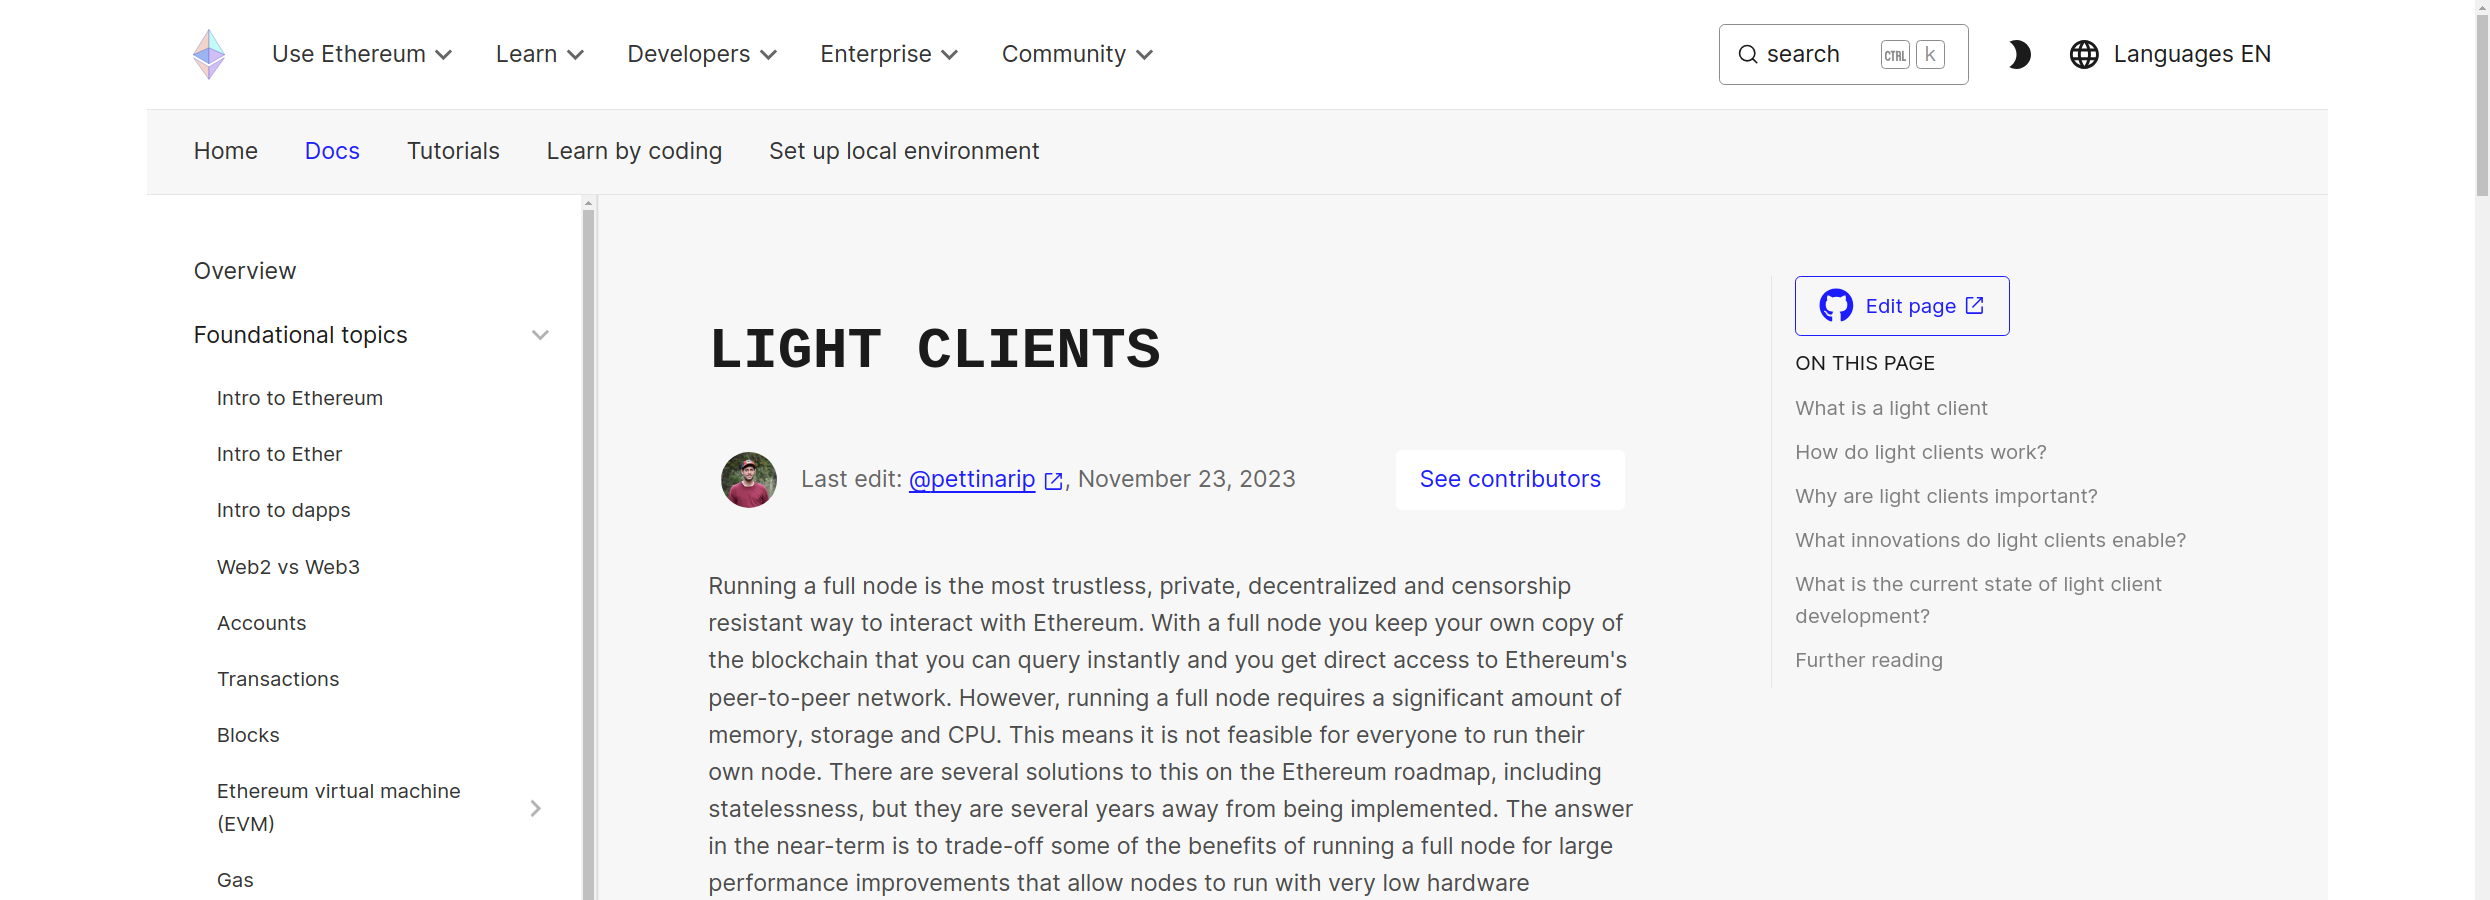 Use Ethereum
Learn
Developers
Enterprise
Community
search
CTRL
k
Languages EN
Home
Docs
Tutorials
Learn by coding
Set up local environment
Overview
Foundational topics
Intro to Ethereum
Intro to Ether
Intro to dapps
Web2 vs Web3
Accounts
Transactions
Blocks
Ethereum virtual machine
(EVM)
Gas
LIGHT CLIENTS
Last edit: @pettinarip , November 23, 2023
See contributors
Running a full node is the most trustless, private, decentralized and censorship
resistant way to interact with Ethereum. With a full node you keep your own copy of
the blockchain that you can query instantly and you get direct access to Ethereum's
peer-to-peer network. However, running a full node requires a significant amount of
memory, storage and CPU. This means it is not feasible for everyone to run their
own node. There are several solutions to this on the Ethereum roadmap, including
statelessness, but they are several years away from being implemented. The answer
in the near-term is to trade-off some of the benefits of running a full node for large
performance improvements that allow nodes to run with very low hardware
Edit page
ON THIS PAGE
What is a light client
How do light clients work?
Why are light clients important?
What innovations do light clients enable?
What is the current state of light client
development?
Further reading